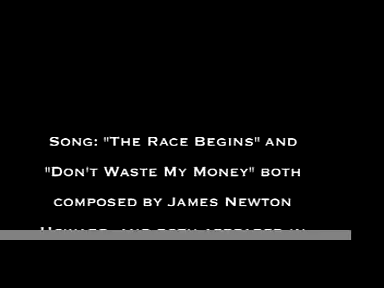 Song: "The Race Begins" and
"Don't Waste My Money" both
composed by James Newton